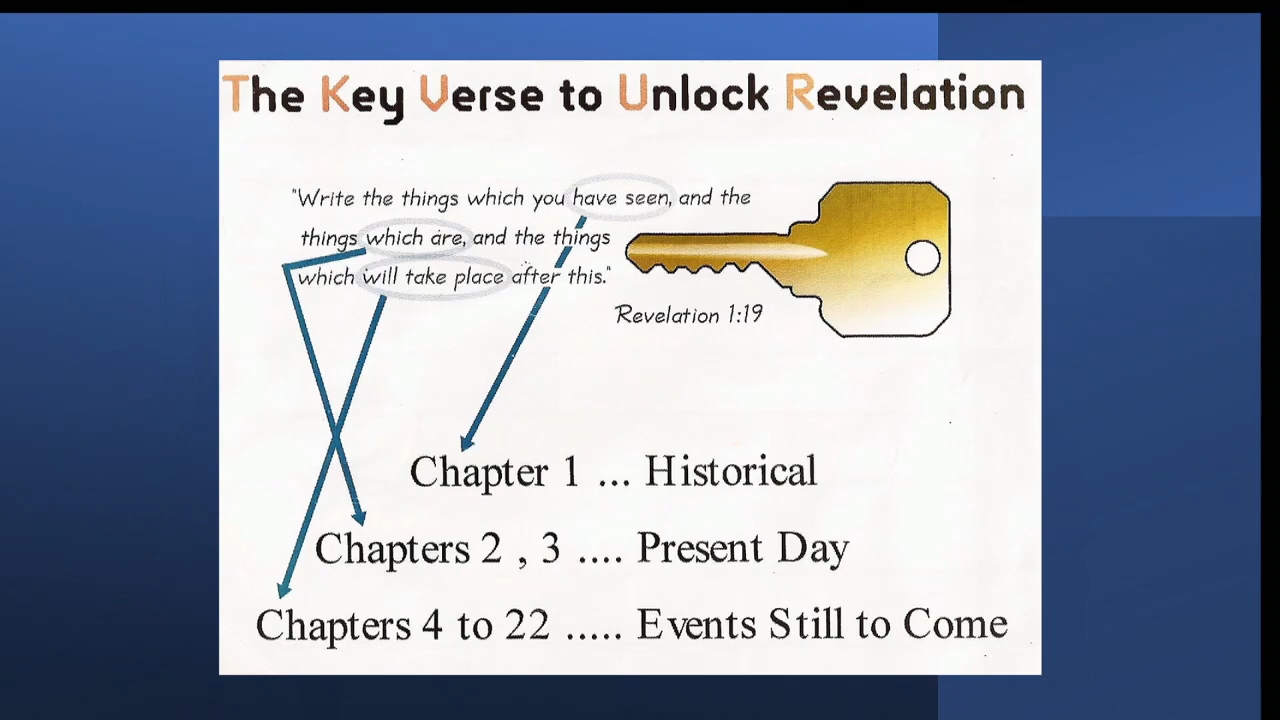 The Key Verse to Unlock Revelation
"Write the things which you have seen, and the
things which are, and the things
which will take place after this."
Revelation 1:19
Chapter 1 ... Historical
Chapters 2 , 3 .... Present Day
Chapters 4 to 22 ..... Events Still to Come